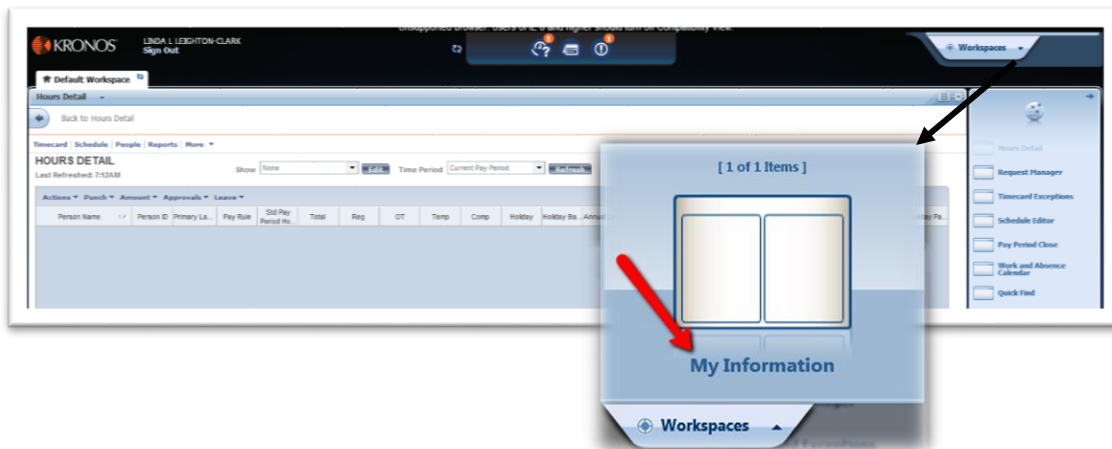 Unsupported browser. Users of IE 8 and higher should turn off Compatibility View.
KRONOS
LINDA L LEIGHTON-CLARK
Sign Out
1
1
Workspaces
Default Workspace
Hours Detail
Back to Hours Detail
Timecard Schedule People Reports More
HOURS DETAIL
Last Refreshed: 7:12AM
Show None Edit Time Period Current Pay Period Refresh
Actions Punch Amount Approvals Leave
Person Name Person ID Primary La... Pay Rule Std Pay Period Ho... Total Reg OT Temp Comp Holiday Holiday Ba...
Hours Detail
Request Manager
Timecard Exceptions
Schedule Editor
Pay Period Close
Work and Absence
Calendar
Quick Find
[ 1 of 1 Items ]
My Information
Workspaces